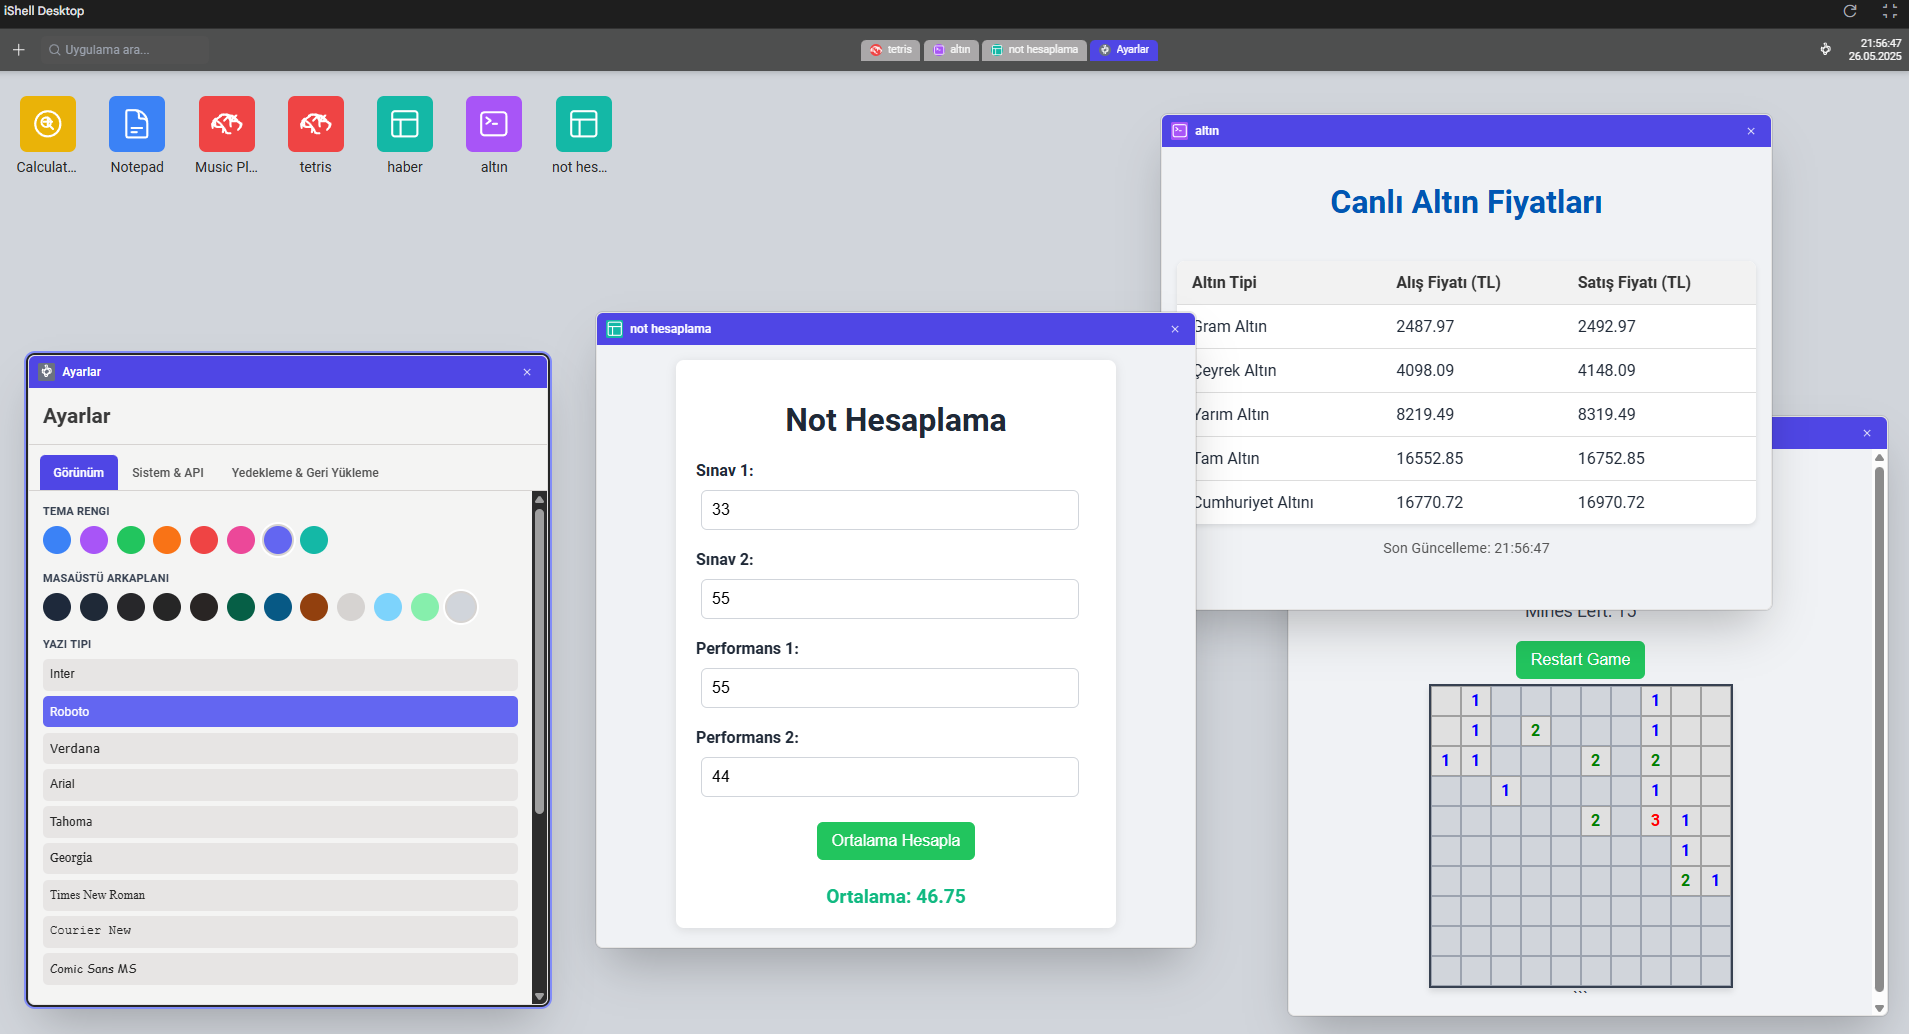 iShell Desktop
Uygulama ara...
tetris
altın
not hesaplama
Ayarlar
21:56:47
26.05.2025
Calculat...
Notepad
Music Pl...
tetris
haber
altın
not hes...
altın
Canlı Altın Fiyatları
Altın Tipi Alış Fiyatı (TL) Satış Fiyatı (TL)
Gram Altın 2487.97 2492.97
Çeyrek Altın 4098.09 4148.09
Yarım Altın 8219.49 8319.49
Tam Altın 16552.85 16752.85
Cumhuriyet Altını 16770.72 16970.72
Son Güncelleme: 21:56:47
not hesaplama
Not Hesaplama
Sınav 1:
33
Sınav 2:
55
Performans 1:
55
Performans 2:
44
Ortalama Hesapla
Ortalama: 46.75
Ayarlar
Ayarlar
Görünüm Sistem & API Yedekleme & Geri Yükleme
TEMA RENGI
MASAÜSTÜ ARKAPLANI
YAZI TIPI
Inter
Roboto
Verdana
Arial
Tahoma
Georgia
Times New Roman
Courier New
Comic Sans MS
Mines Left: 15
Restart Game
1 1
1 2 1
1 1 2 2
1 1
2 3 1
1
2 1
```